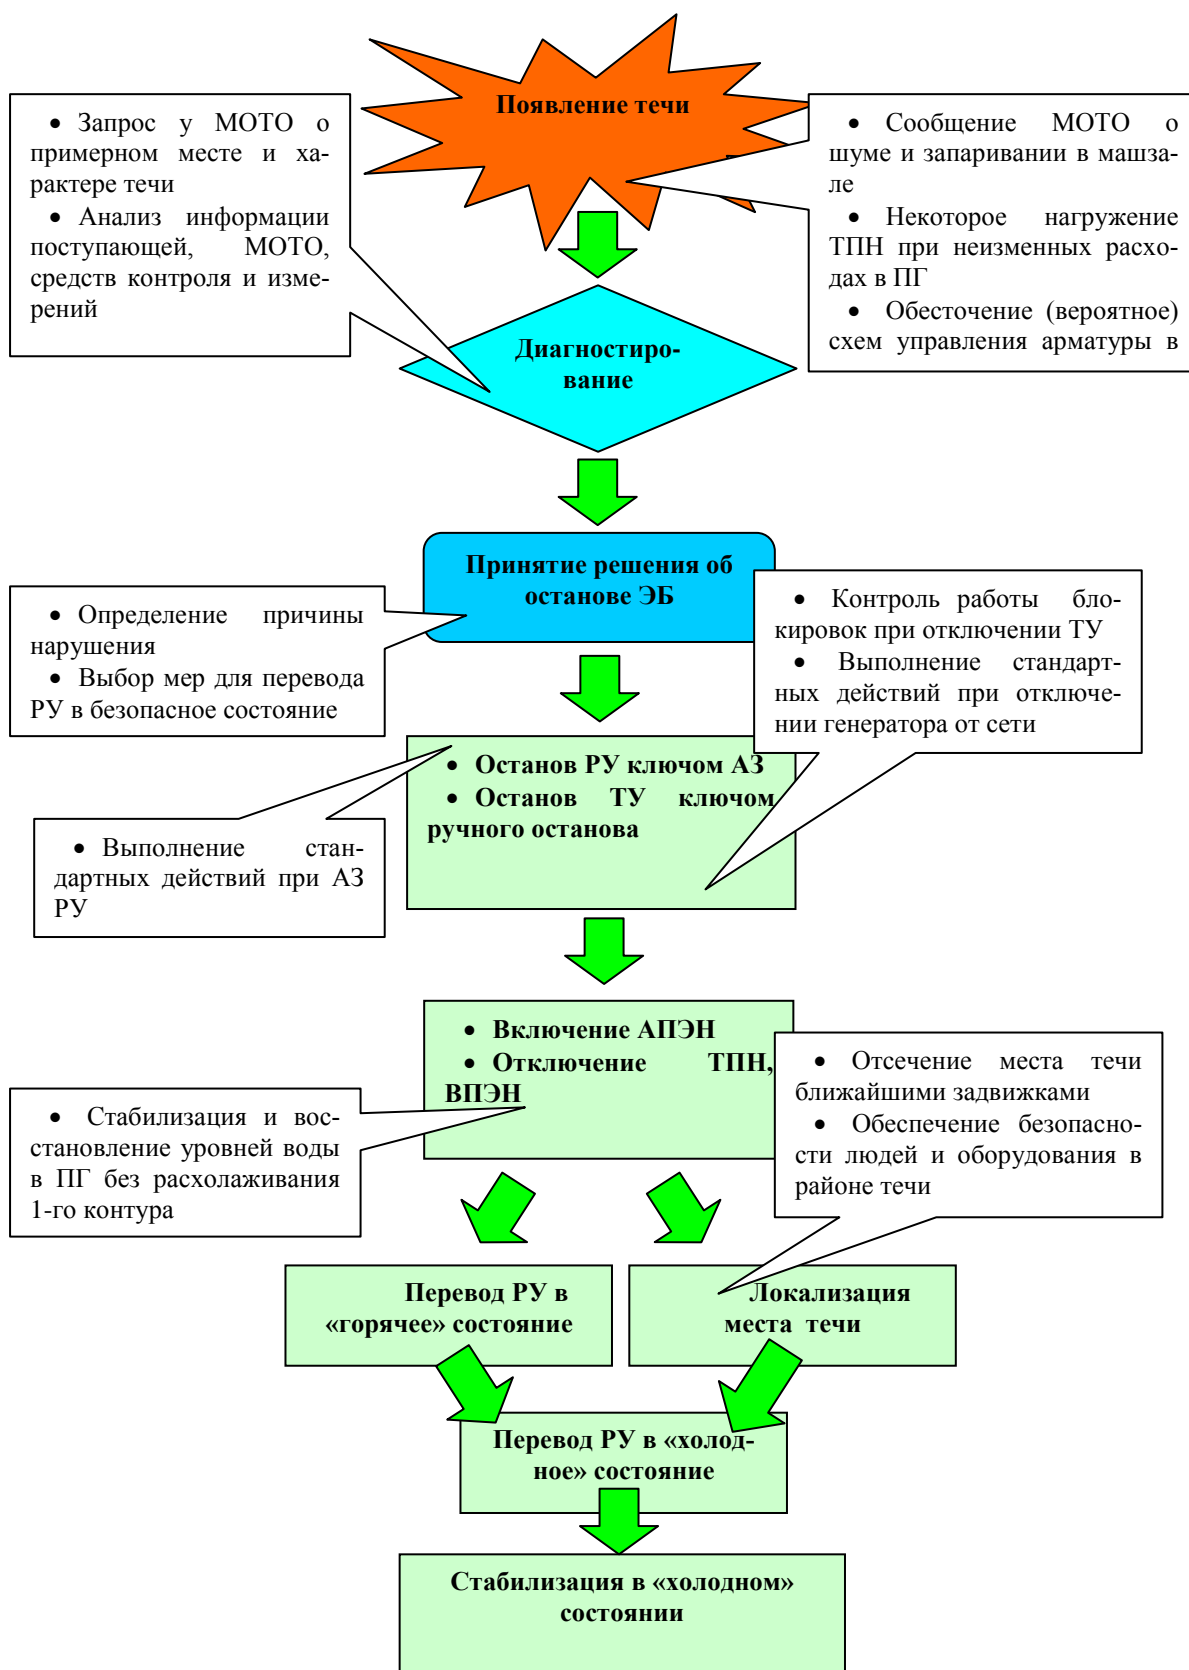 Появление течи
• Запрос у МОТО о
примерном месте и ха-
рактере течи
• Анализ информации
поступающей, МОТО,
средств контроля и изме-
рений
• Сообщение МОТО о
шуме и запаривании в машза-
ле
• Некоторое нагружение
ТПН при неизменных расхо-
дах в ПГ
• Обесточение (вероятное)
схем управления арматуры в
Диагностиро-
вание
Принятие решения об
останове ЭБ
• Определение причины
нарушения
• Выбор мер для перевода
РУ в безопасное состояние
• Контроль работы бло-
кировок при отключении ТУ
• Выполнение стандарт-
ных действий при отключе-
нии генератора от сети
• Останов РУ ключом АЗ
• Останов ТУ ключом
ручного останова
• Выполнение стан-
дартных действий при АЗ
РУ
• Включение АПЭН
• Отключение ТПН,
ВПЭН
• Отсечение места течи
ближайшими задвижками
• Обеспечение безопасно-
сти людей и оборудования в
районе течи
• Стабилизация и вос-
становление уровней воды
в ПГ без расхолаживания
1-го контура
Перевод РУ в
«горячее» состояние
Локализация
места течи
Перевод РУ в «холод-
ное» состояние
Стабилизация в «холодном»
состоянии